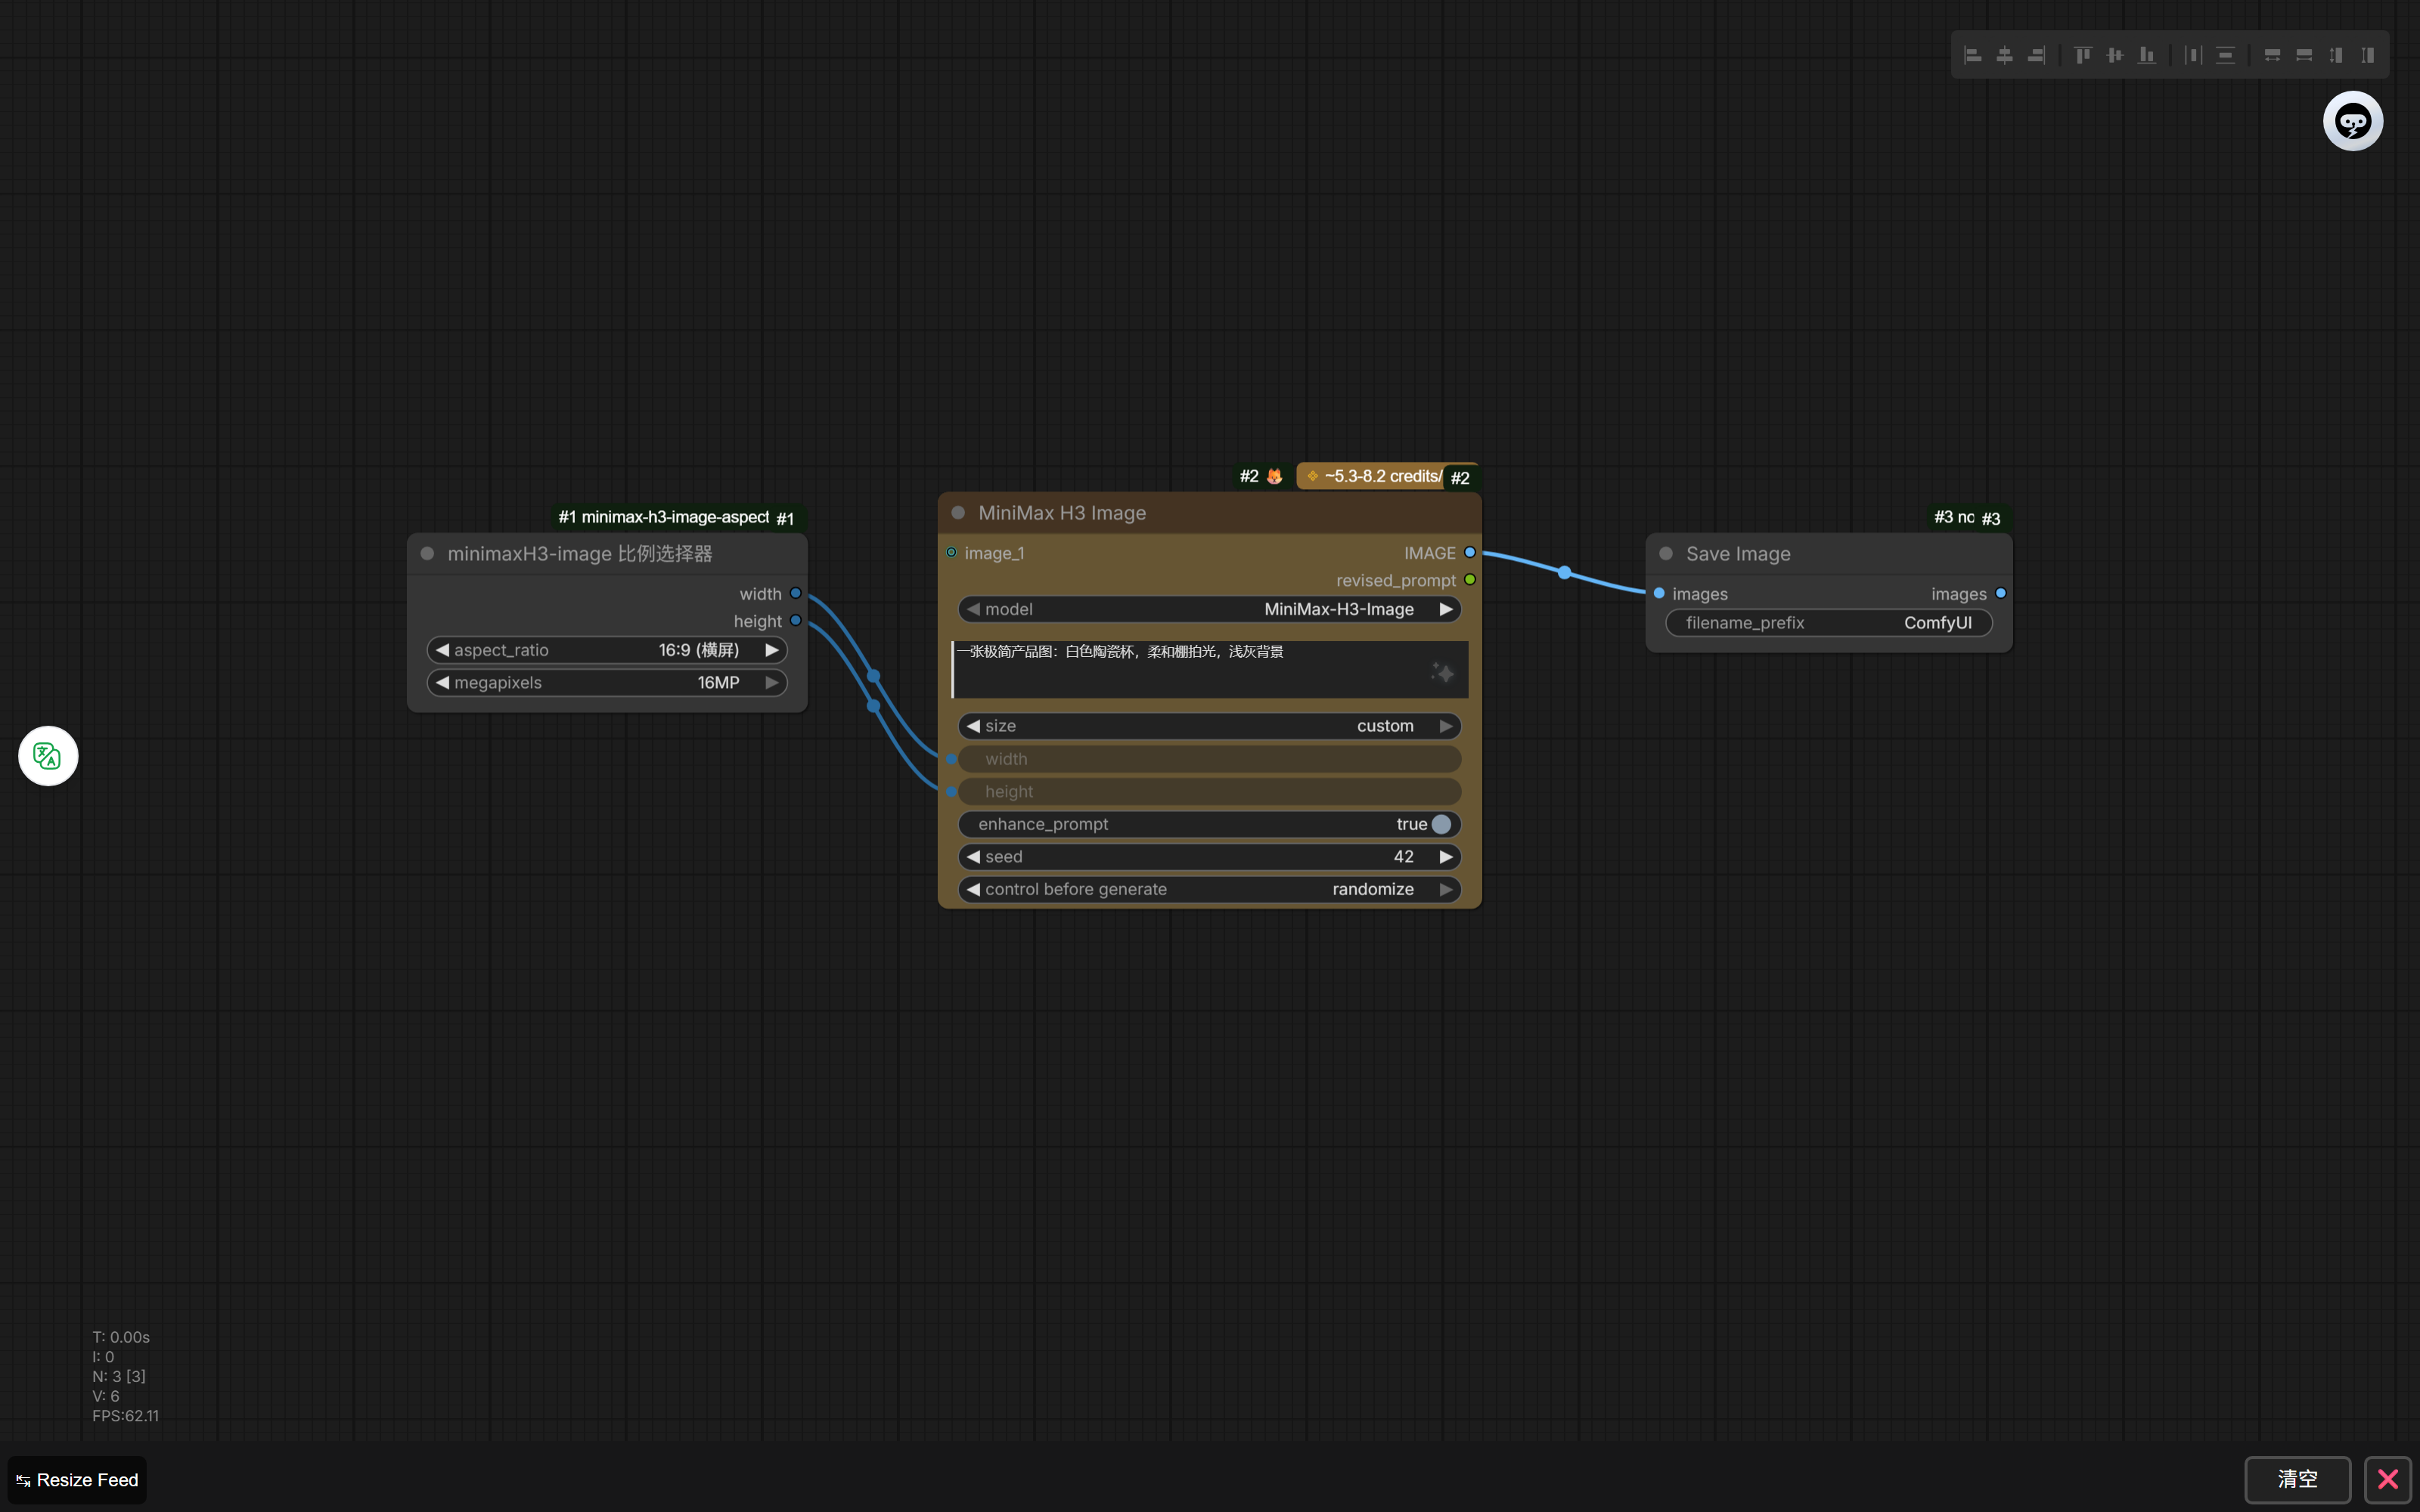 #1 minimax-h3-image-aspect #1
minimaxH3-image 比例选择器
width
height
aspect_ratio 16:9 (横屏)
megapixels 16MP
#2 ~5.3-8.2 credits/ #2
MiniMax H3 Image
image_1 IMAGE
revised_prompt
model MiniMax-H3-Image
一张极简产品图：白色陶瓷杯，柔和棚拍光，浅灰背景
size custom
width
height
enhance_prompt true
seed 42
control before generate randomize
#3 no #3
Save Image
images images
filename_prefix ComfyUI
T: 0.00s
I: 0
N: 3 [3]
V: 6
FPS:62.11
Resize Feed
清空